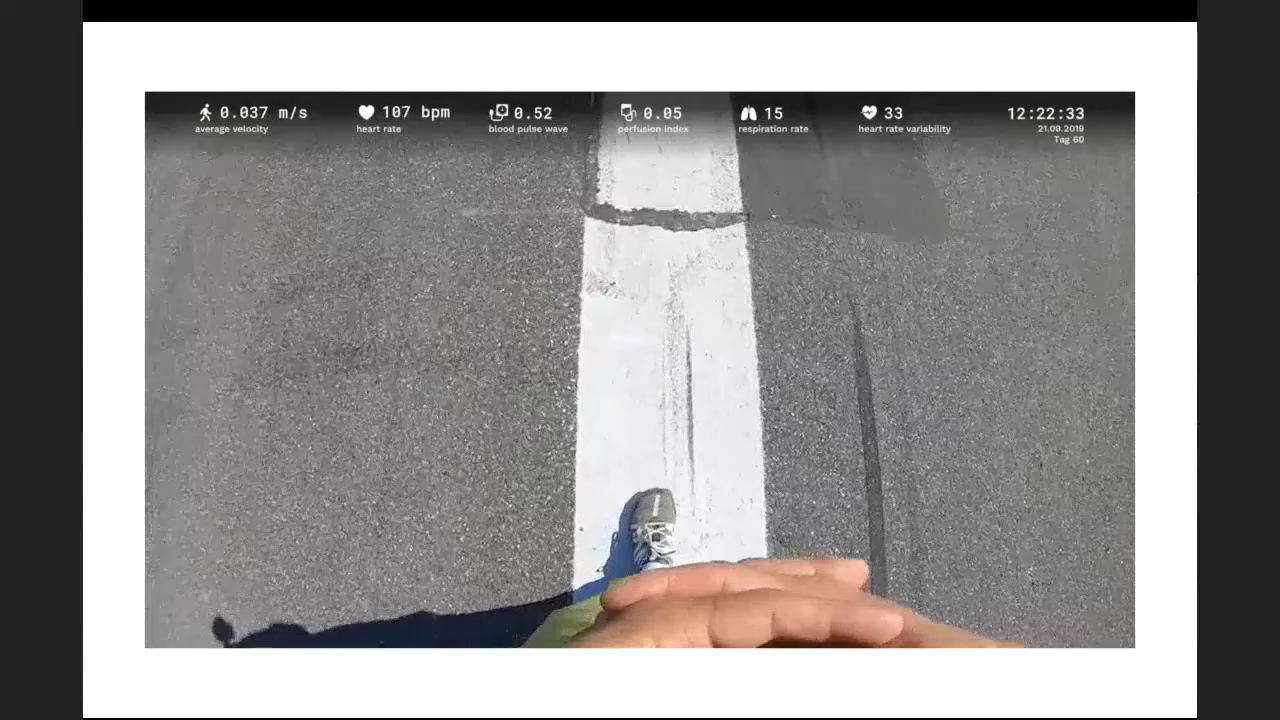 0.037 m/s
average velocity
107 bpm
heart rate
0.52
blood pulse wave
0.05
perfusion index
15
respiration rate
33
heart rate variability
12:22:33
21.09.2019
Tag 60